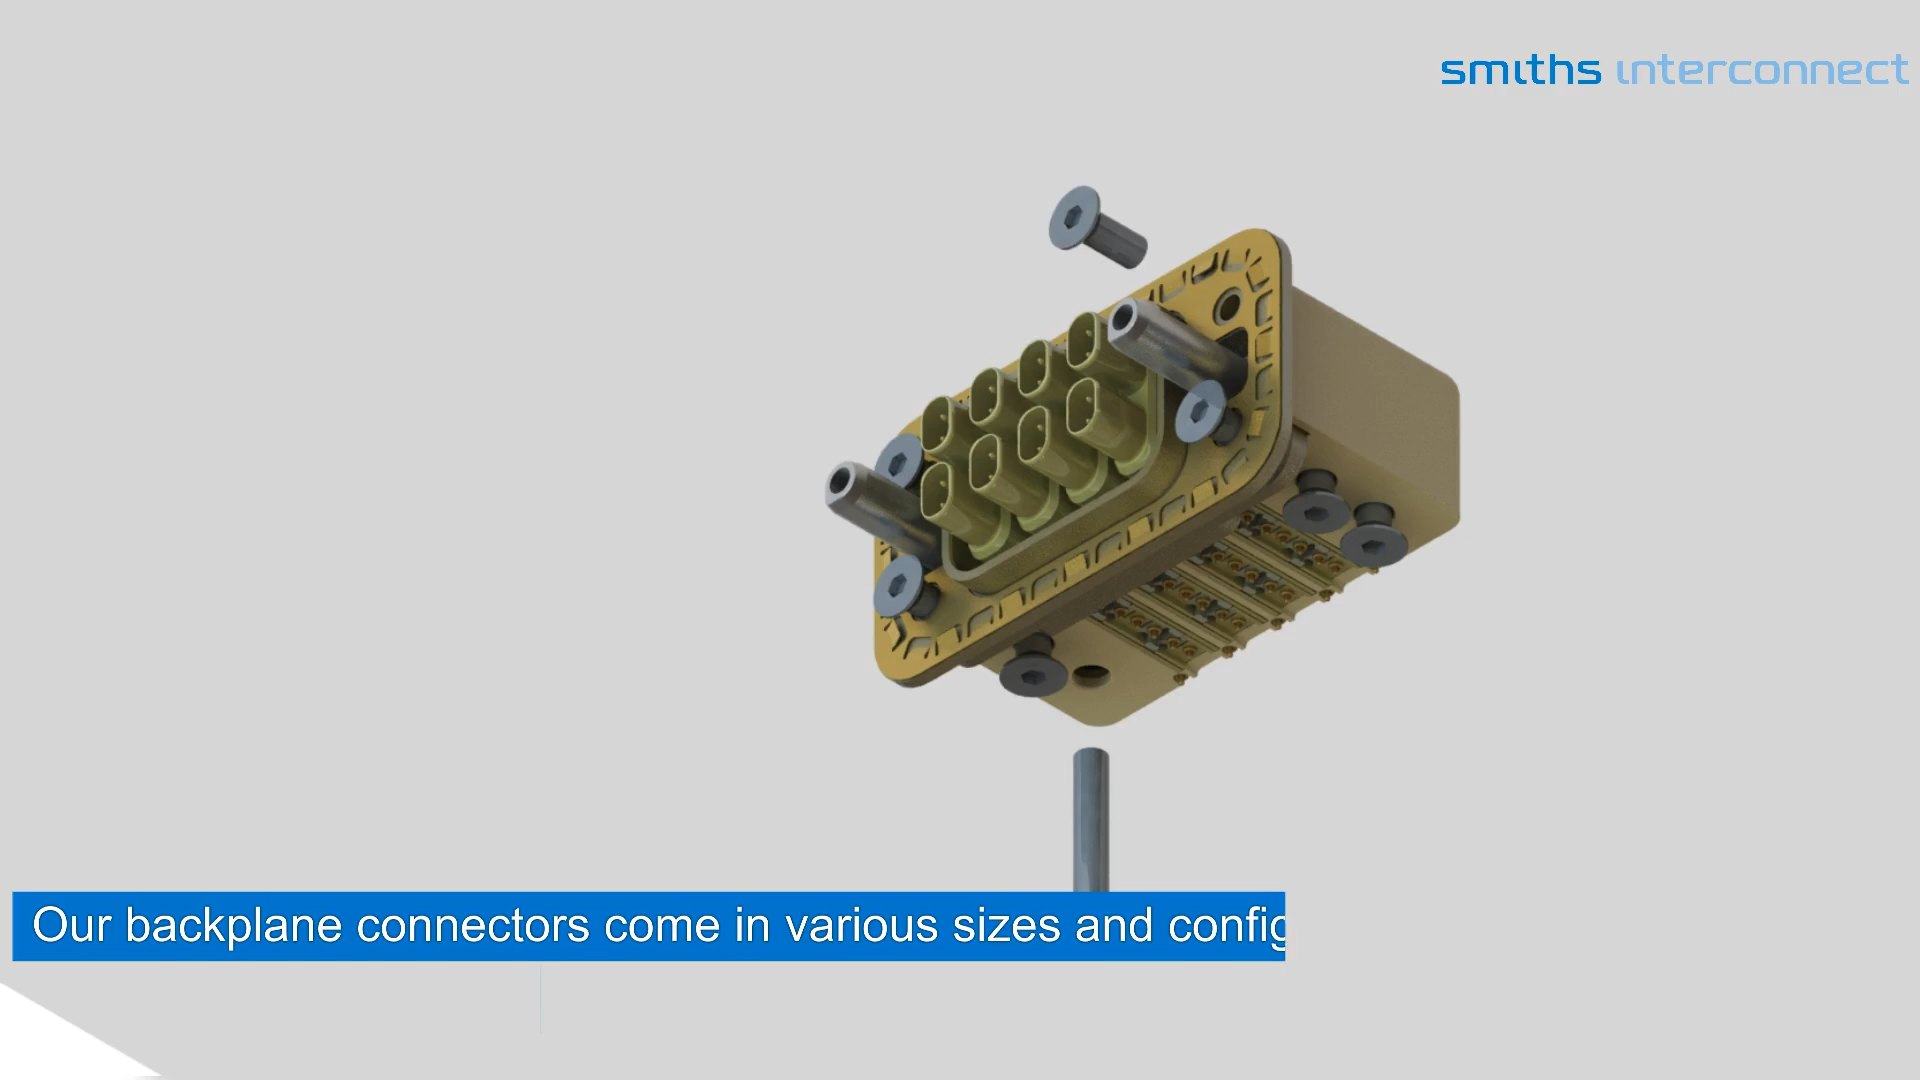 smiths interconnect
Our backplane connectors come in various sizes and config